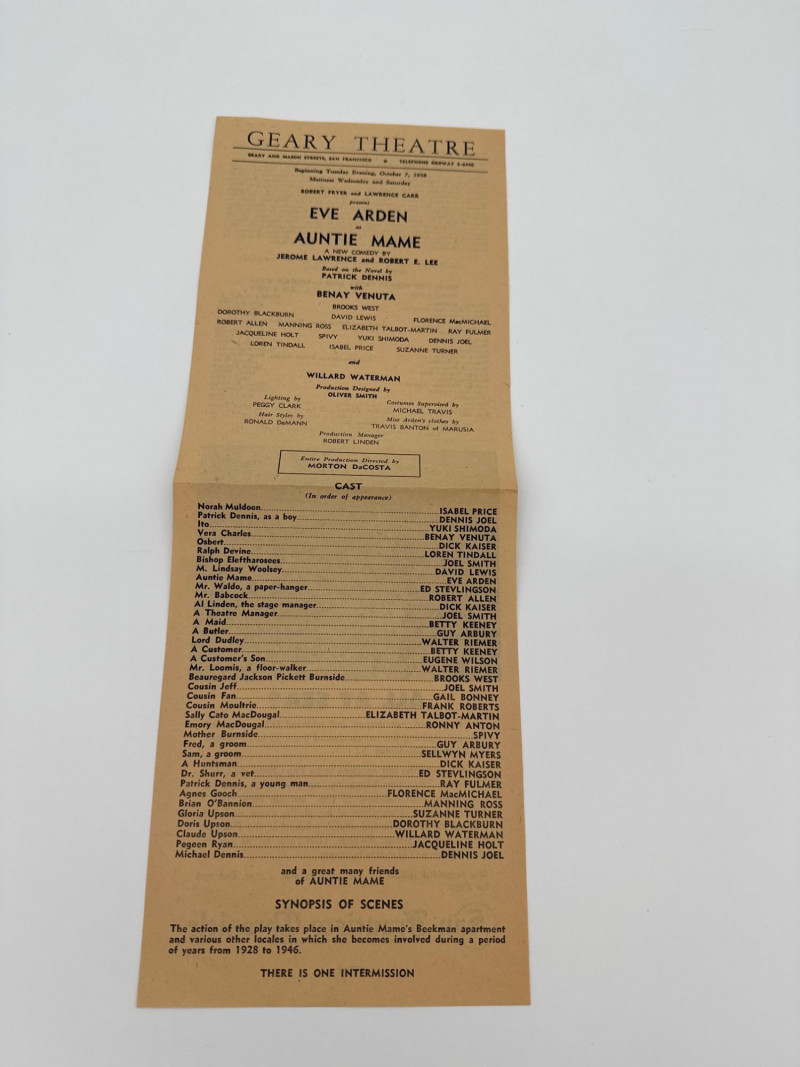 GEARY THEATRE
GEARY AND MASON STREETS, SAN FRANCISCO • TELEPHONE ORDWAY
Beginning Tuesday Evening, October 7, 1958
Matinees Wednesday and Saturday
ROBERT FRYER and LAWRENCE CARR
present
EVE ARDEN
as
AUNTIE MAME
A NEW COMEDY BY
JEROME LAWRENCE and ROBERT E. LEE
Based on the Novel by
PATRICK DENNIS
with
BENAY VENUTA
BROOKS WEST
DOROTHY BLACKBURN DAVID LEWIS FLORENCE MacMICHAEL
ROBERT ALLEN MANNING ROSS ELIZABETH TALBOT-MARTIN RAY FULMER
JACQUELINE HOLT SPIVY YUKI SHIMODA DENNIS JOEL
LOREN TINDALL ISABEL PRICE SUZANNE TURNER
and
WILLARD WATERMAN
Production Designed by
OLIVER SMITH
Lighting by
PEGGY CLARK
Costumes Supervised by
MICHAEL TRAVIS
Hair Styles by
RONALD DeMANN
Miss Arden's clothes by
TRAVIS BANTON of MARUSIA
Production Manager
ROBERT LINDEN
Entire Production Directed by
MORTON DaCOSTA
CAST
(In order of appearance)
Norah Muldoon ISABEL PRICE
Patrick Dennis, as a boy DENNIS JOEL
Ito YUKI SHIMODA
Vera Charles BENAY VENUTA
Osbert DICK KAISER
Ralph Devine LOREN TINDALL
Bishop Eleftharosees JOEL SMITH
M. Lindsay Woolsey DAVID LEWIS
Auntie Mame EVE ARDEN
Mr. Waldo, a paper-hanger ED STEVLINGSON
Mr. Babcock ROBERT ALLEN
Al Linden, the stage manager DICK KAISER
A Theatre Manager JOEL SMITH
A Maid BETTY KEENEY
A Butler GUY ARBURY
Lord Dudley WALTER RIEMER
A Customer BETTY KEENEY
A Customer's Son EUGENE WILSON
Mr. Loomis, a floor-walker WALTER RIEMER
Beauregard Jackson Pickett Burnside BROOKS WEST
Cousin Jeff JOEL SMITH
Cousin Fan GAIL BONNEY
Cousin Moultrie FRANK ROBERTS
Sally Cato MacDougal ELIZABETH TALBOT-MARTIN
Emory MacDougal RONNY ANTON
Mother Burnside SPIVY
Fred, a groom GUY ARBURY
Sam, a groom SELLWYN MYERS
A Huntsman DICK KAISER
Dr. Shurr, a vet ED STEVLINGSON
Patrick Dennis, a young man RAY FULMER
Agnes Gooch FLORENCE MacMICHAEL
Brian O'Bannion MANNING ROSS
Gloria Upson SUZANNE TURNER
Doris Upson DOROTHY BLACKBURN
Claude Upson WILLARD WATERMAN
Pegeen Ryan JACQUELINE HOLT
Michael Dennis DENNIS JOEL
and a great many friends
of AUNTIE MAME
SYNOPSIS OF SCENES
The action of the play takes place in Auntie Mame's Beekman apartment
and various other locales in which she becomes involved during a period
of years from 1928 to 1946.
THERE IS ONE INTERMISSION